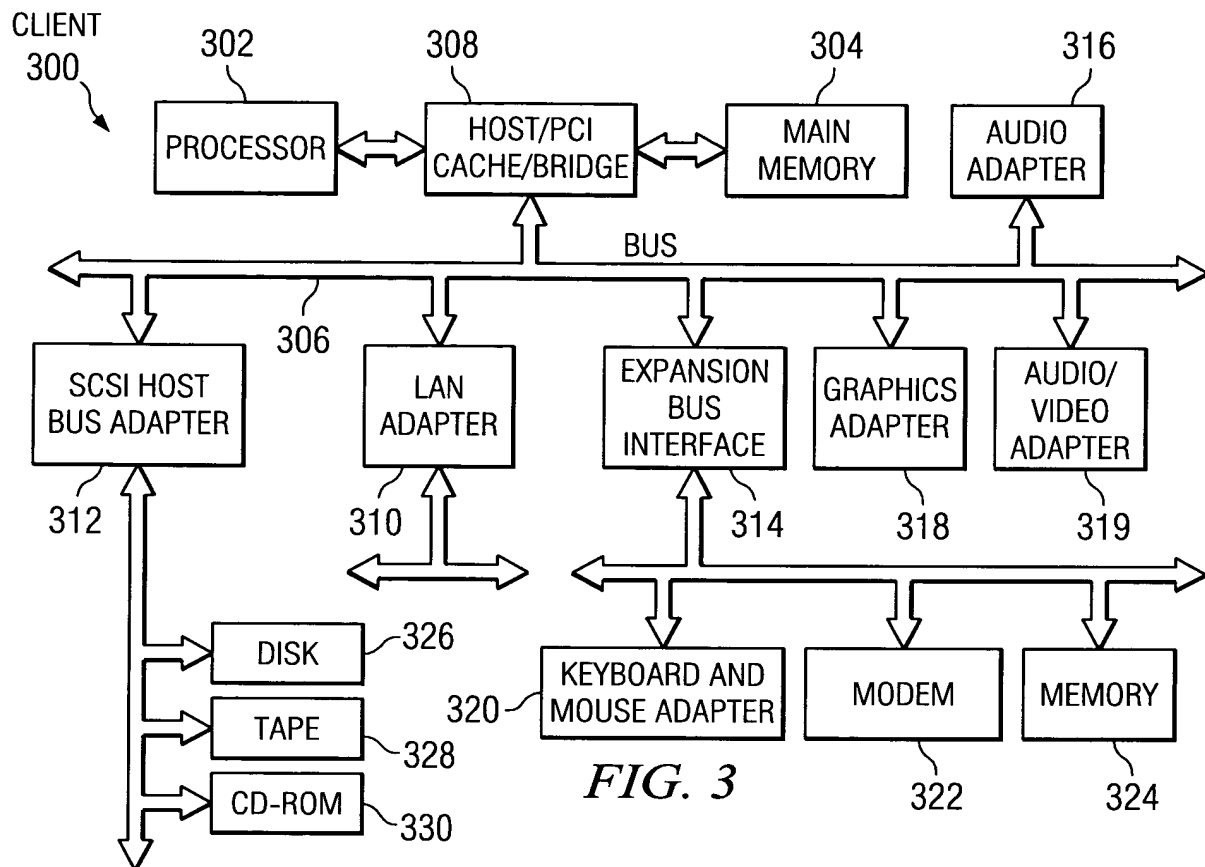 CLIENT
300
302
308
304
316
PROCESSOR
HOST/PCI
CACHE/BRIDGE
MAIN
MEMORY
AUDIO
ADAPTER
BUS
306
SCSI HOST
BUS ADAPTER
LAN
ADAPTER
EXPANSION
BUS
INTERFACE
GRAPHICS
ADAPTER
AUDIO/
VIDEO
ADAPTER
312
310
314
318
319
DISK
326
TAPE
328
CD-ROM
330
320
KEYBOARD AND
MOUSE ADAPTER
MODEM
MEMORY
322
324
FIG. 3